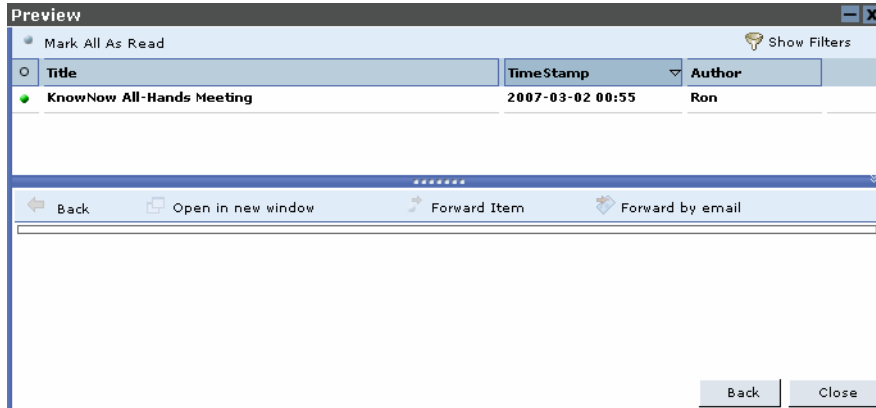 Preview
Mark All As Read Show Filters
Title TimeStamp Author
KnowNow All-Hands Meeting 2007-03-02 00:55 Ron
Back Open in new window Forward Item Forward by email
Back Close